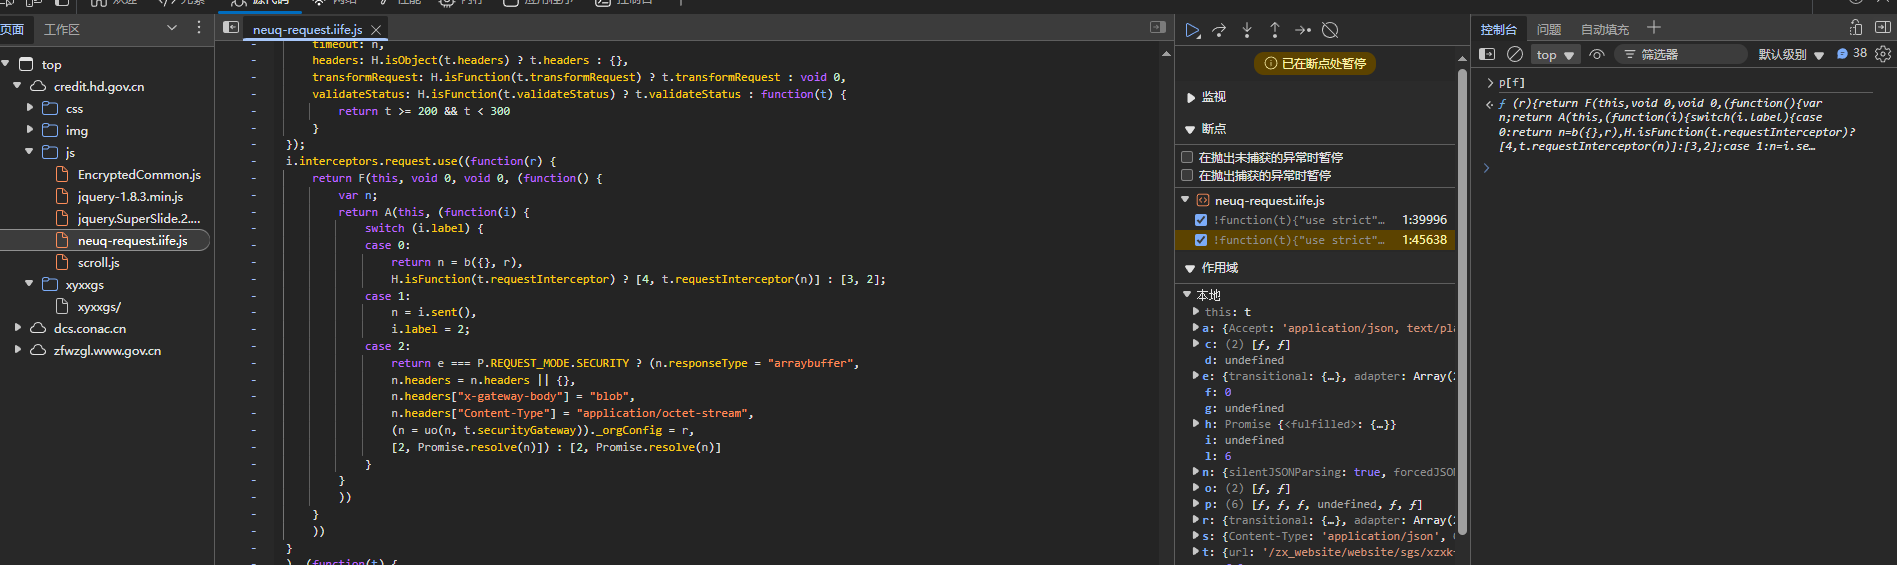 页面
工作区
top
credit.hd.gov.cn
css
img
js
EncryptedCommon.js
jquery-1.8.3.min.js
jquery.SuperSlide.2....
neuq-request.iife.js
scroll.js
xyxxgs
xyxxgs/
dcs.conac.cn
zfwzgl.www.gov.cn
neuq-request.iife.js
timeout: n,
headers: H.isObject(t.headers) ? t.headers : {},
transformRequest: H.isFunction(t.transformRequest) ? t.transformRequest : void 0,
validateStatus: H.isFunction(t.validateStatus) ? t.validateStatus : function(t) {
return t >= 200 && t < 300
}
});
i.interceptors.request.use((function(r) {
return F(this, void 0, void 0, (function() {
var n;
return A(this, (function(i) {
switch (i.label) {
case 0:
return n = b({}, r),
H.isFunction(t.requestInterceptor) ? [4, t.requestInterceptor(n)] : [3, 2];
case 1:
n = i.sent(),
i.label = 2;
case 2:
return e === P.REQUEST_MODE.SECURITY ? (n.responseType = "arraybuffer",
n.headers = n.headers || {},
n.headers["x-gateway-body"] = "blob",
n.headers["Content-Type"] = "application/octet-stream",
(n = uo(n, t.securityGateway))._orgConfig = r,
[2, Promise.resolve(n)]) : [2, Promise.resolve(n)]
}
}
))
}
))
}
), (function(t) {
已在断点处暂停
监视
断点
在抛出未捕获的异常时暂停
在抛出捕获的异常时暂停
neuq-request.iife.js
!function(t){"use strict"… 1:39996
!function(t){"use strict"… 1:45638
作用域
本地
this: t
a: {Accept: 'application/json, text/pla
c: (2) [ƒ, ƒ]
d: undefined
e: {transitional: {…}, adapter: Array(
f: 0
g: undefined
h: Promise {<fulfilled>: {…}}
i: undefined
l: 6
n: {silentJSONParsing: true, forcedJSO
o: (2) [ƒ, ƒ]
p: (6) [ƒ, ƒ, ƒ, undefined, ƒ, ƒ]
r: {transitional: {…}, adapter: Array(
s: {Content-Type: 'application/json',
t: {url: '/zx_website/website/sgs/xzxk
控制台
问题
自动填充
top
筛选器
默认级别
38
p[f]
ƒ (r){return F(this,void 0,void 0,(function(){var
n;return A(this,(function(i){switch(i.label){case
0:return n=b({},r),H.isFunction(t.requestInterceptor)?
[4,t.requestInterceptor(n)]:[3,2];case 1:n=i.se…